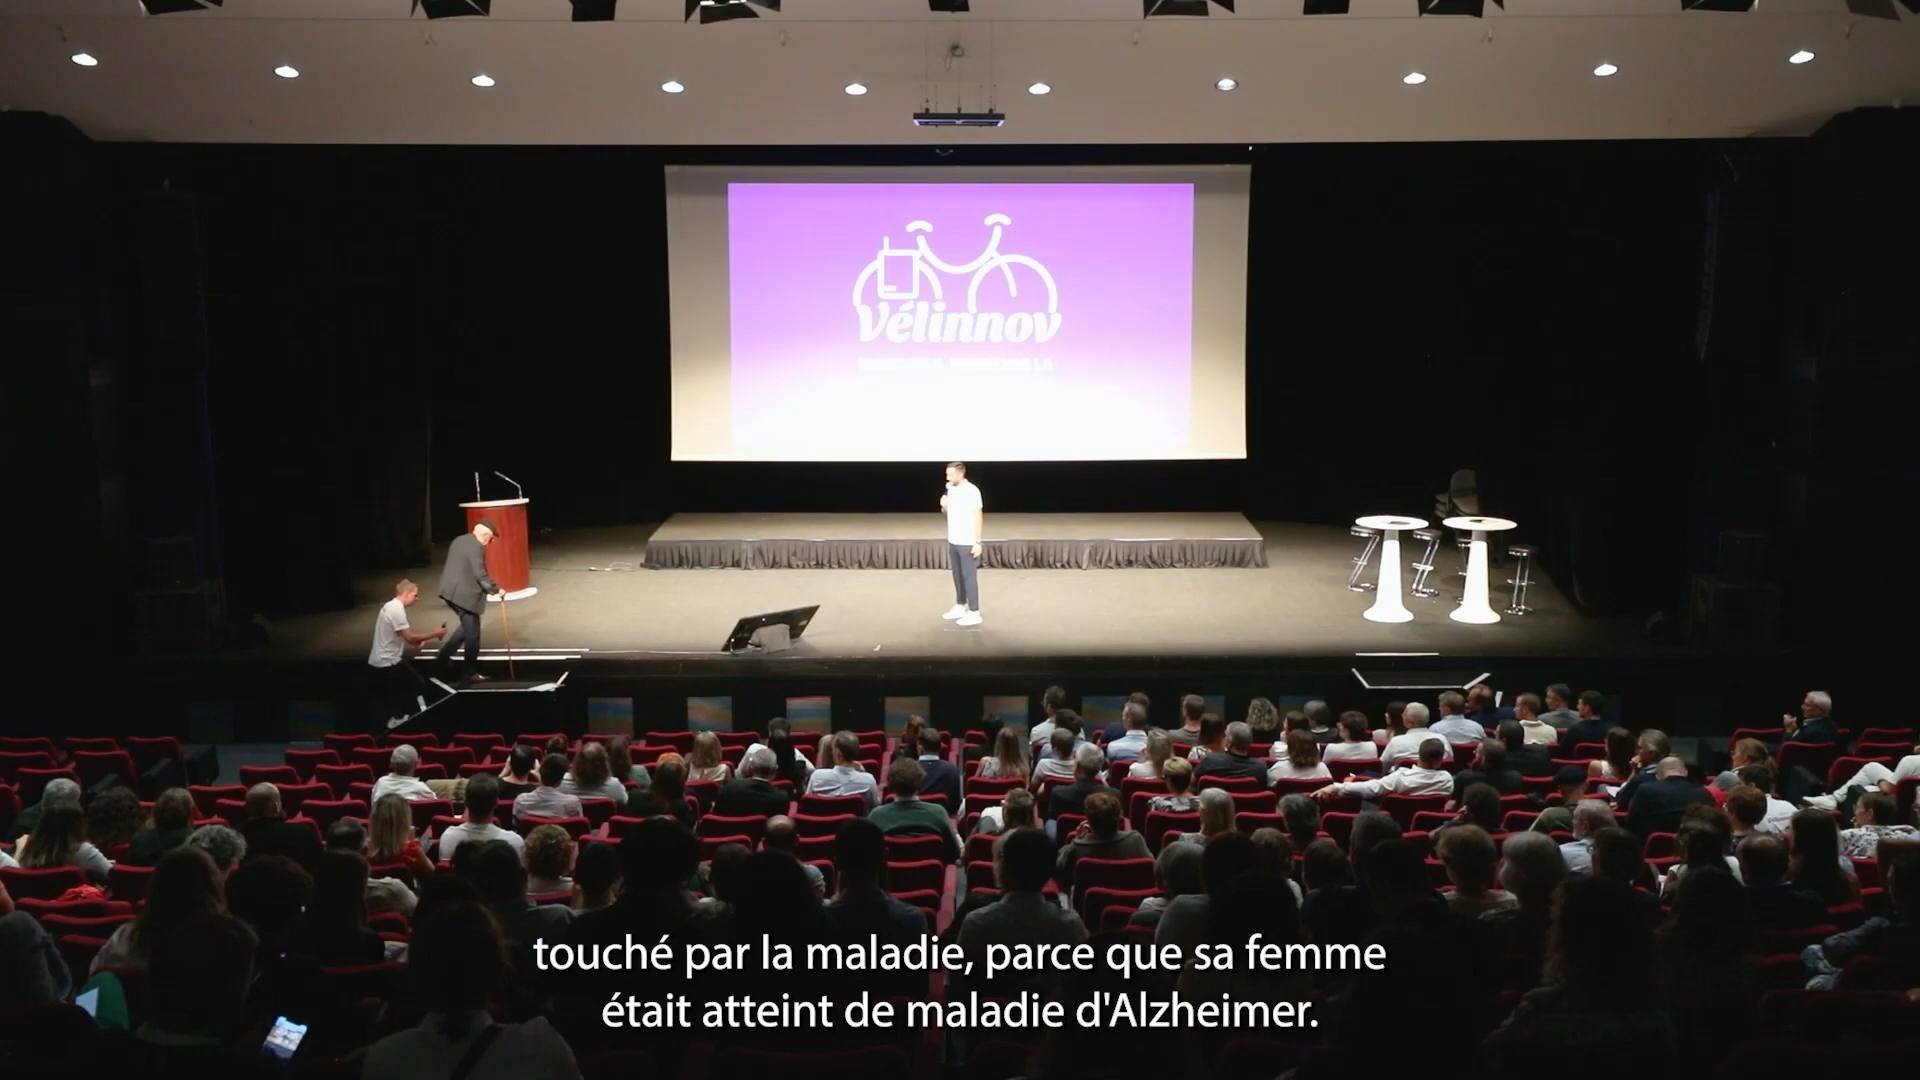 Vélinnov
touché par la maladie, parce que sa femme
était atteint de maladie d'Alzheimer.